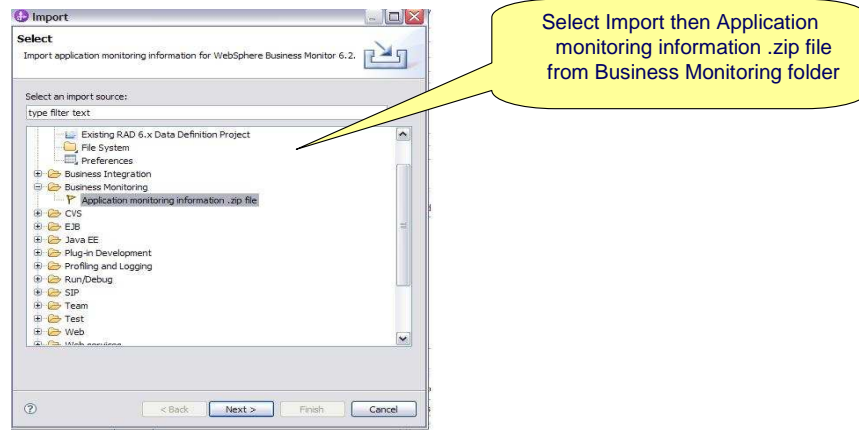 Import
Select
Import application monitoring information for WebSphere Business Monitor 6.2.
Select an import source:
type filter text
Existing RAD 6.x Data Definition Project
File System
Preferences
Business Integration
Business Monitoring
Application monitoring information .zip file
CVS
EJB
Java EE
Plug-in Development
Profiling and Logging
Run/Debug
SIP
Team
Test
Web
Web services
< Back
Next >
Finish
Cancel
Select Import then Application
monitoring information .zip file
from Business Monitoring folder